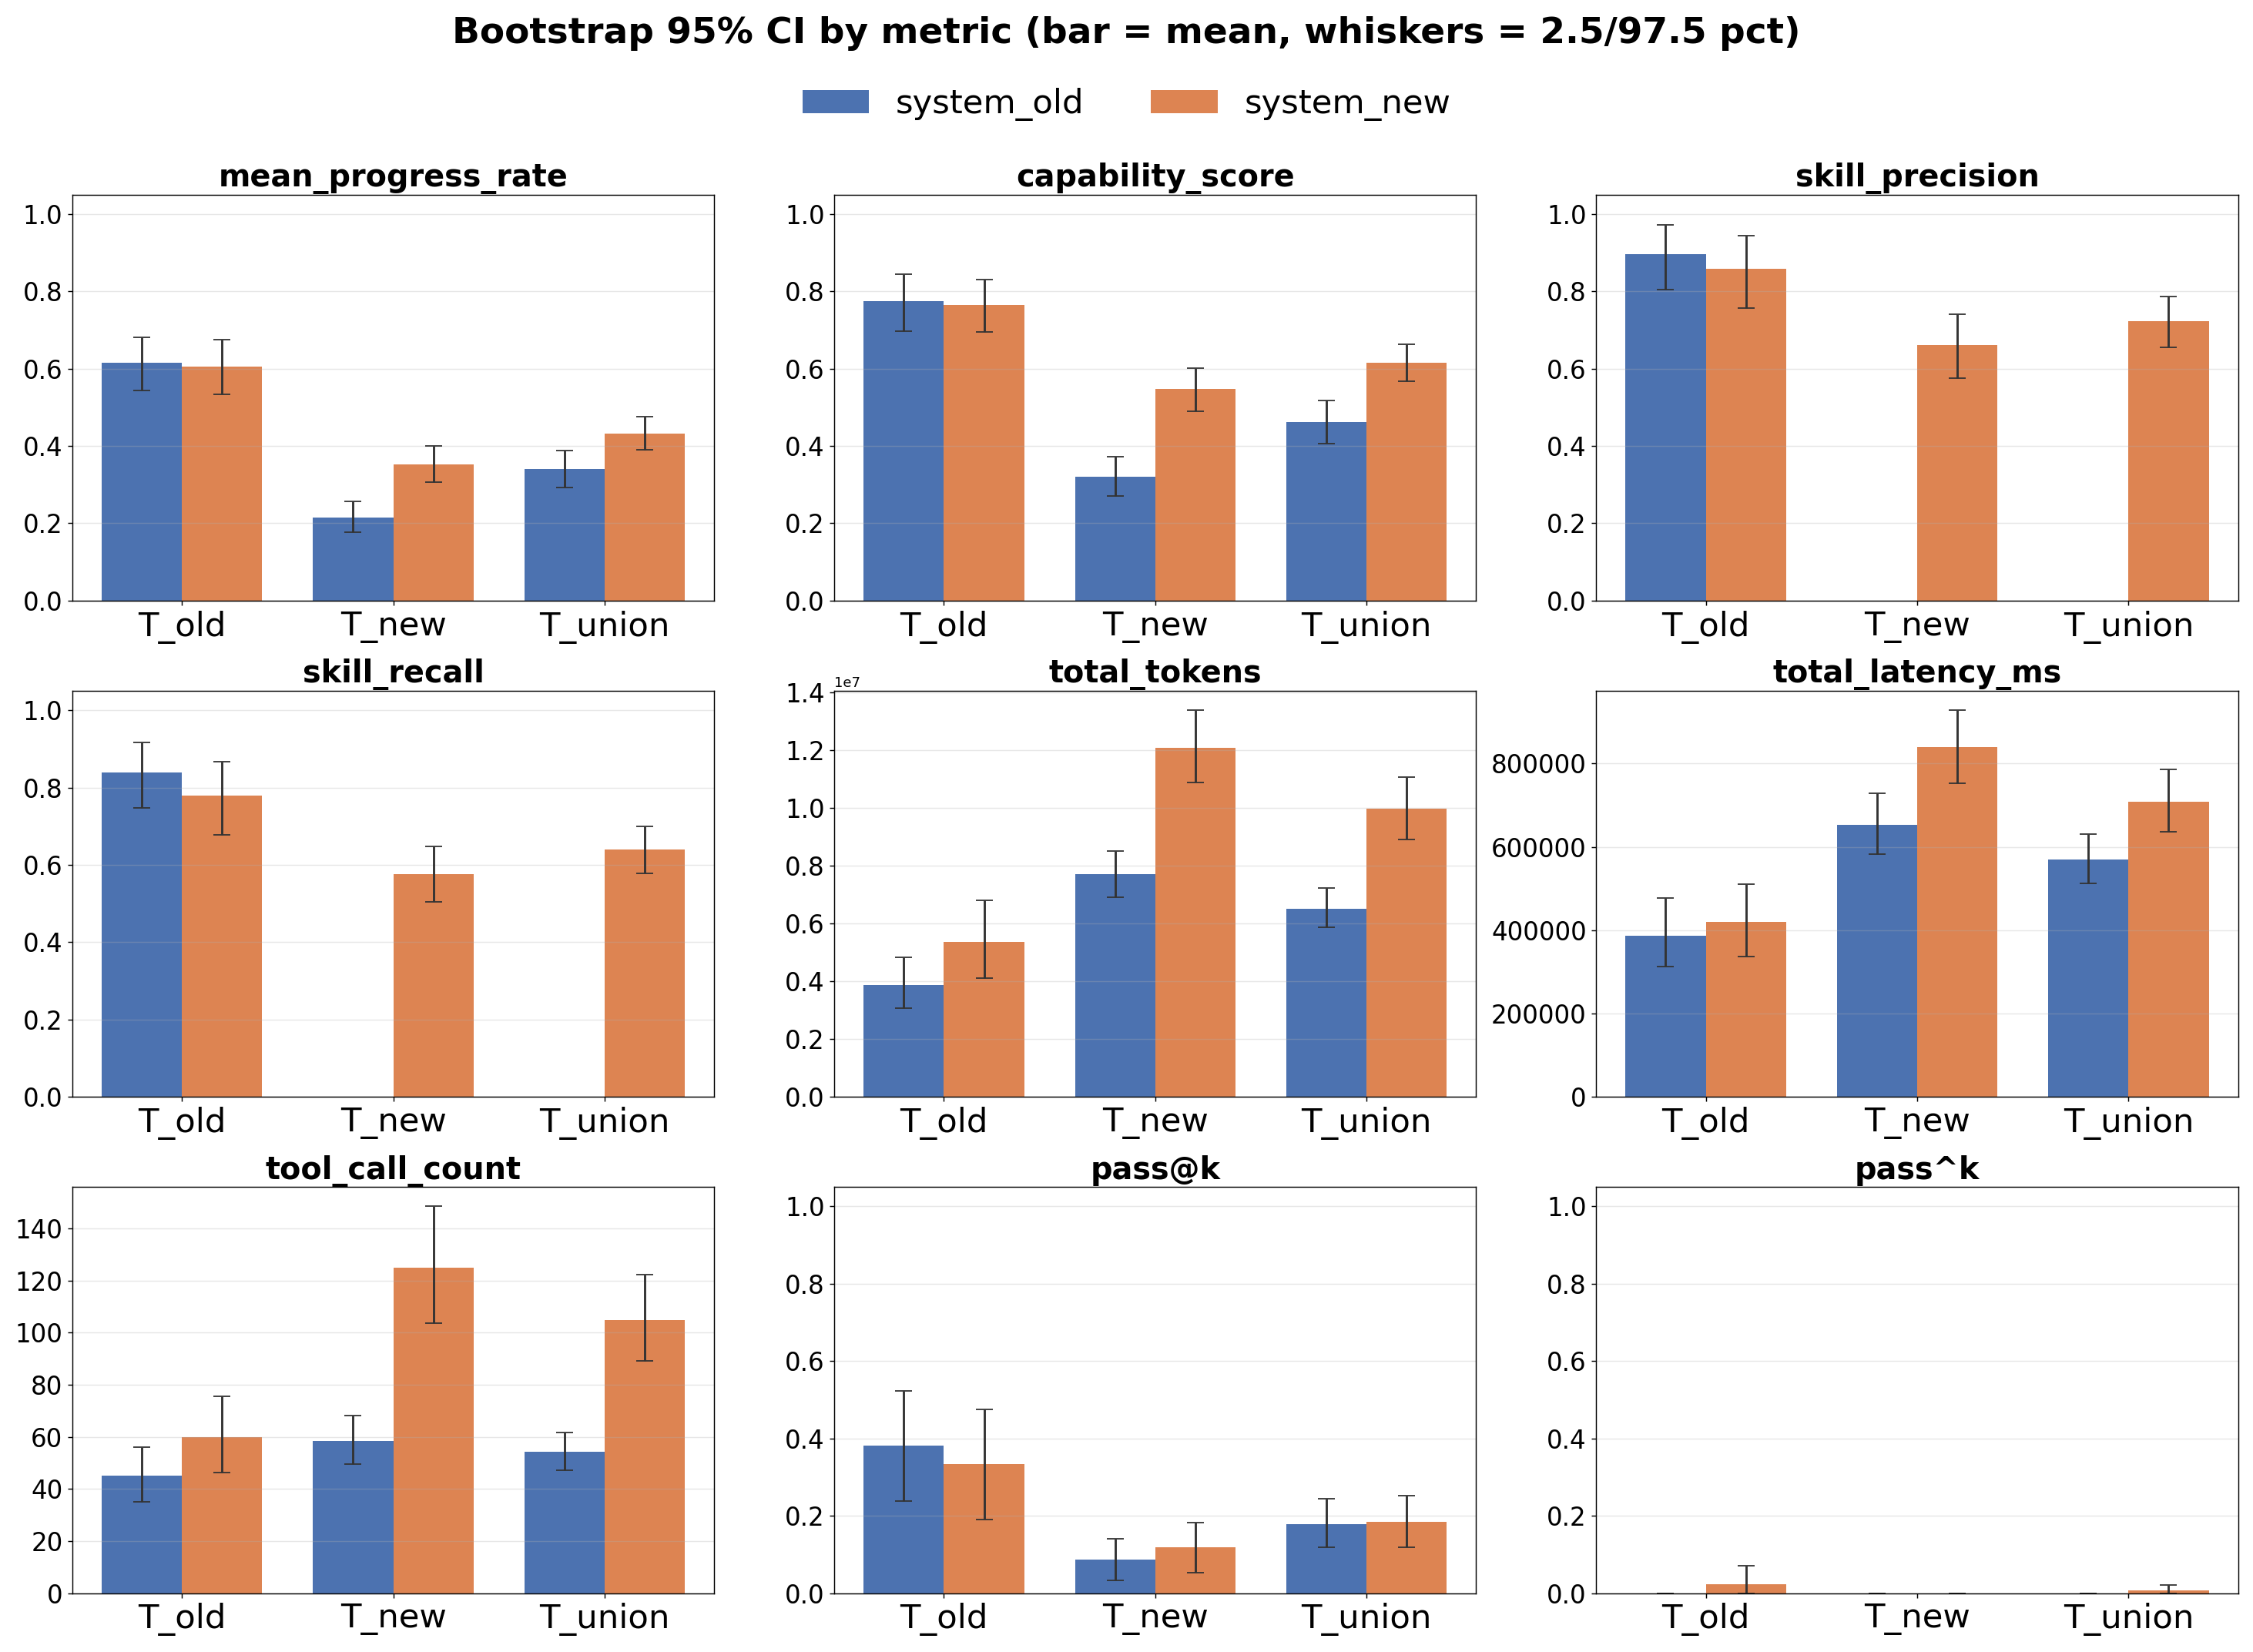 Bootstrap 95% CI by metric (bar = mean, whiskers = 2.5/97.5 pct)
system_old system_new
mean_progress_rate
1.0
0.8
0.6
0.4
0.2
0.0
T_old T_new T_union
capability_score
1.0
0.8
0.6
0.4
0.2
0.0
T_old T_new T_union
skill_precision
1.0
0.8
0.6
0.4
0.2
0.0
T_old T_new T_union
skill_recall
1.0
0.8
0.6
0.4
0.2
0.0
T_old T_new T_union
total_tokens
1e7
1.4
1.2
1.0
0.8
0.6
0.4
0.2
0.0
T_old T_new T_union
total_latency_ms
800000
600000
400000
200000
0
T_old T_new T_union
tool_call_count
140
120
100
80
60
40
20
0
T_old T_new T_union
pass@k
1.0
0.8
0.6
0.4
0.2
0.0
T_old T_new T_union
pass^k
1.0
0.8
0.6
0.4
0.2
0.0
T_old T_new T_union